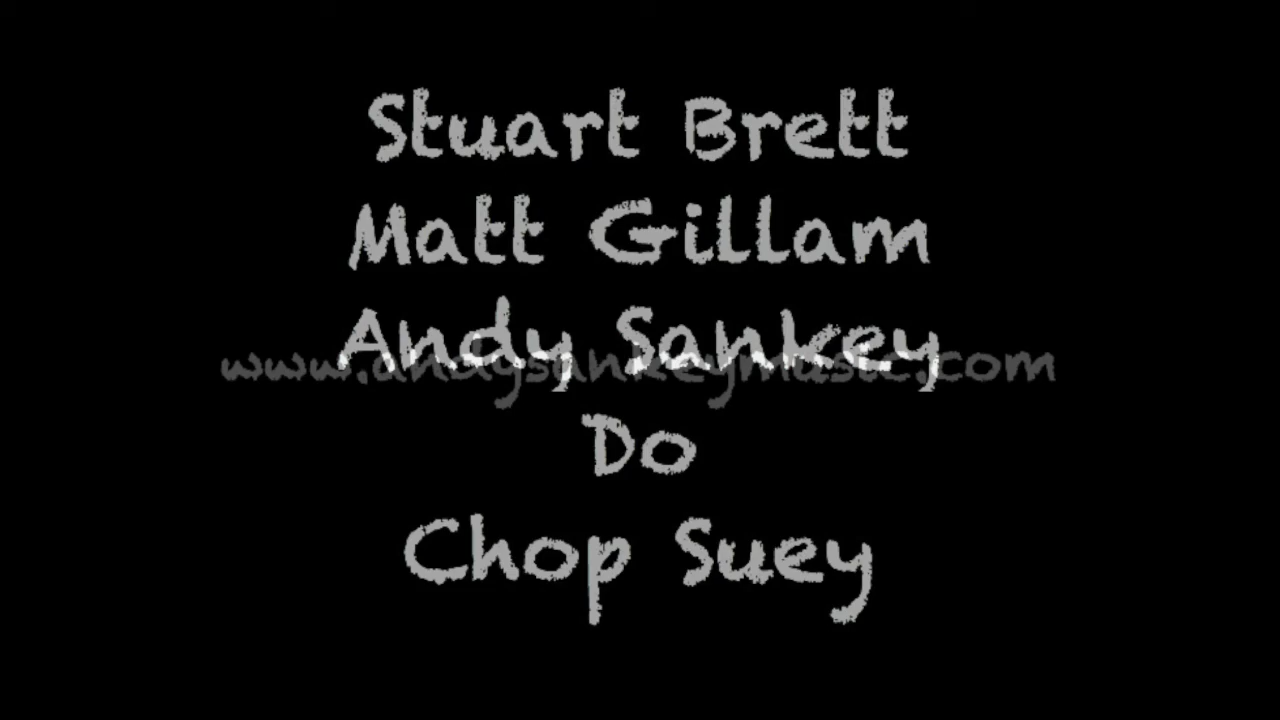 Stuart Brett
Matt Gillam
Andy Sankey
www.andysankeymusic.com
Do
Chop Suey